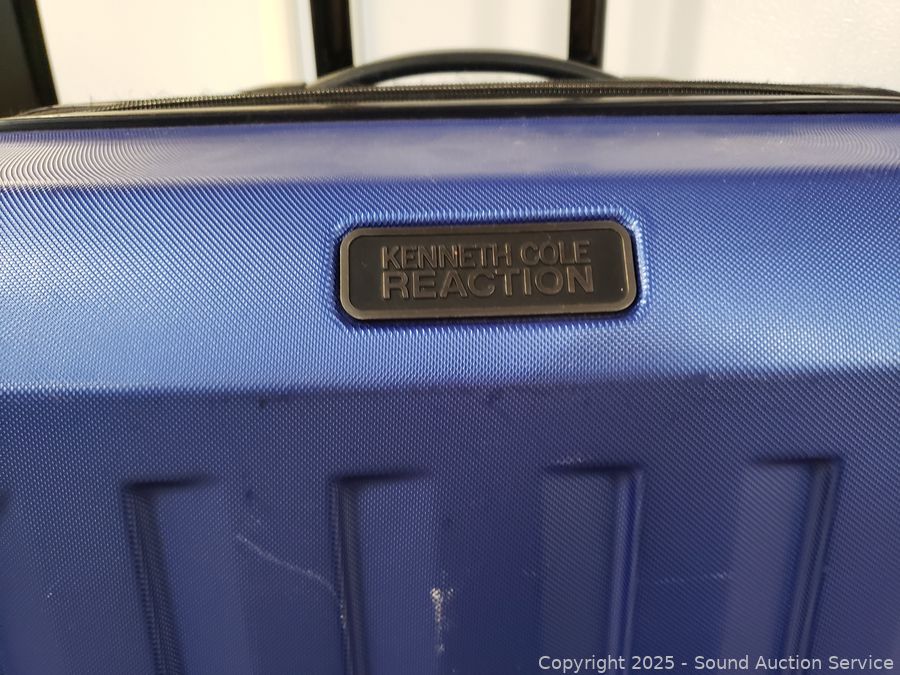 KENNETH COLE
REACTION
Copyright 2025 - Sound Auction Service